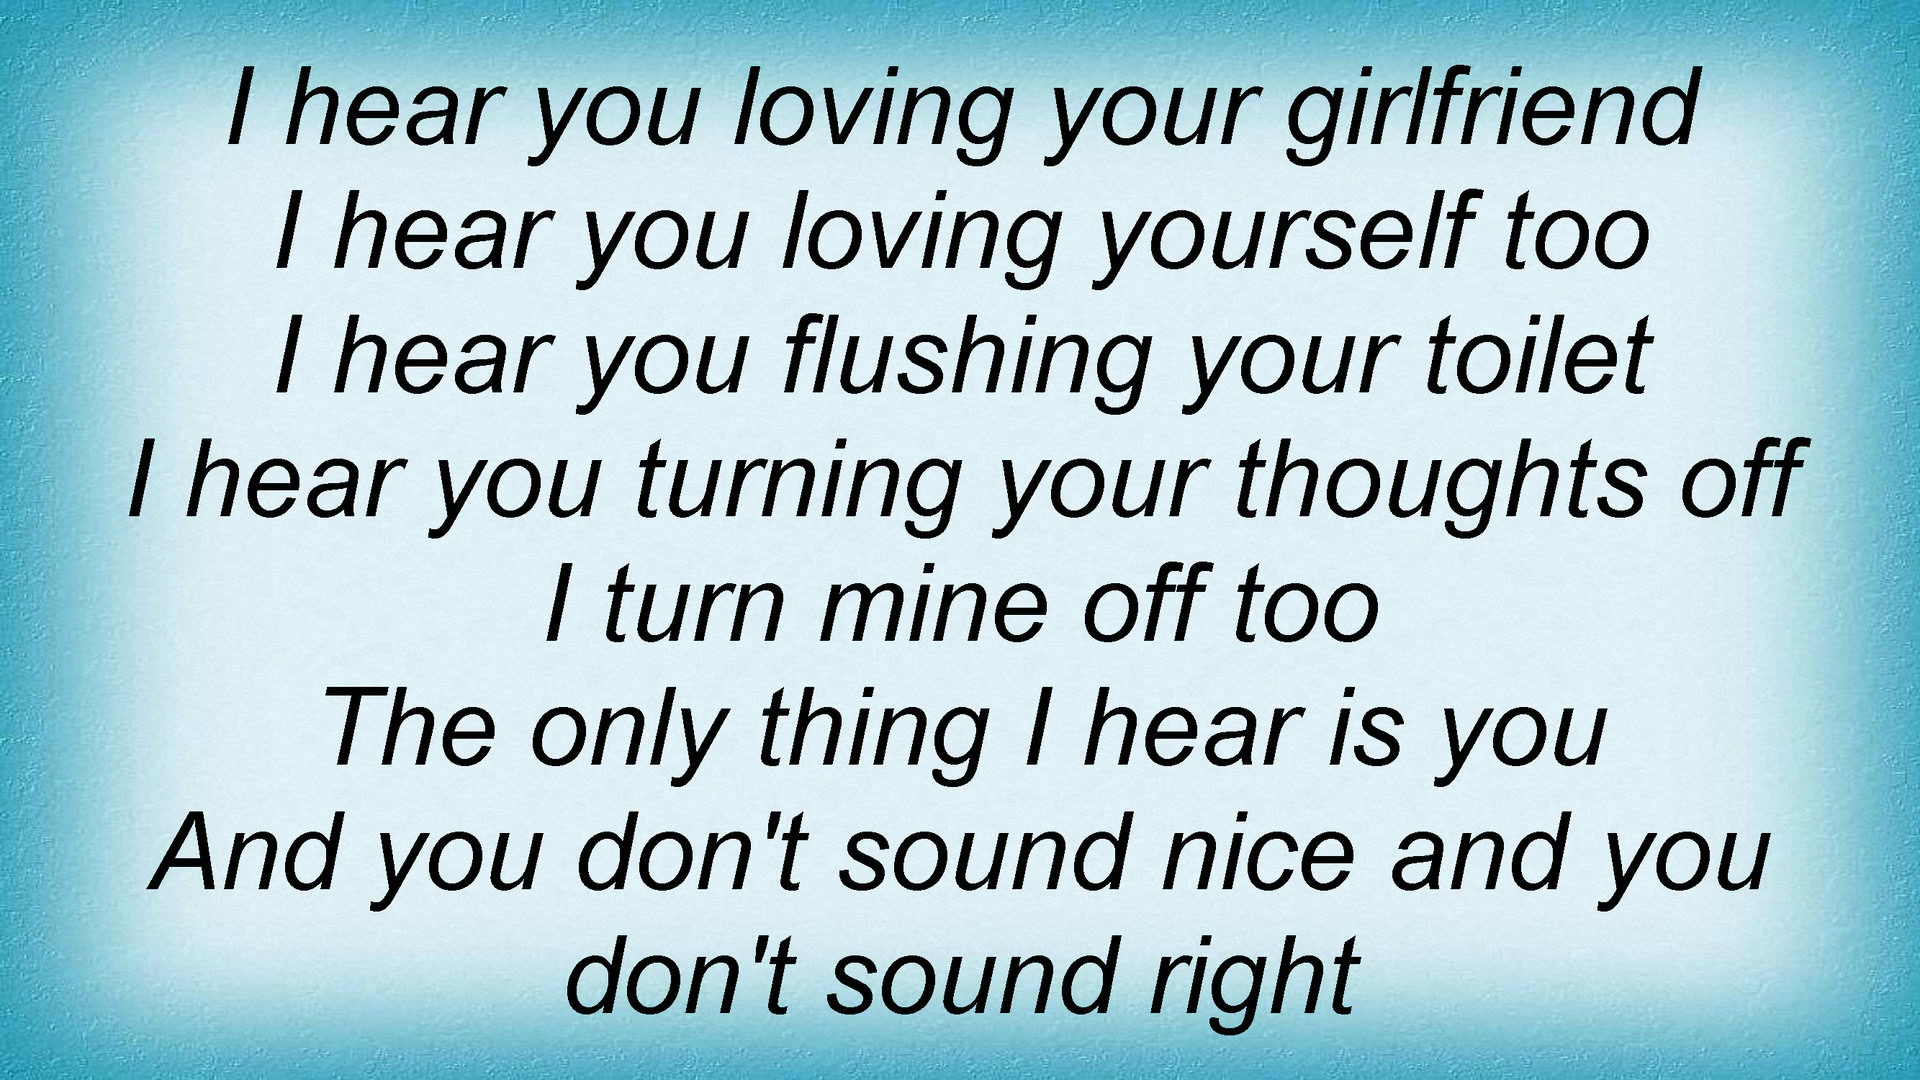 I hear you loving your girlfriend
I hear you loving yourself too
I hear you flushing your toilet
I hear you turning your thoughts off
I turn mine off too
The only thing I hear is you
And you don't sound nice and you
don't sound right